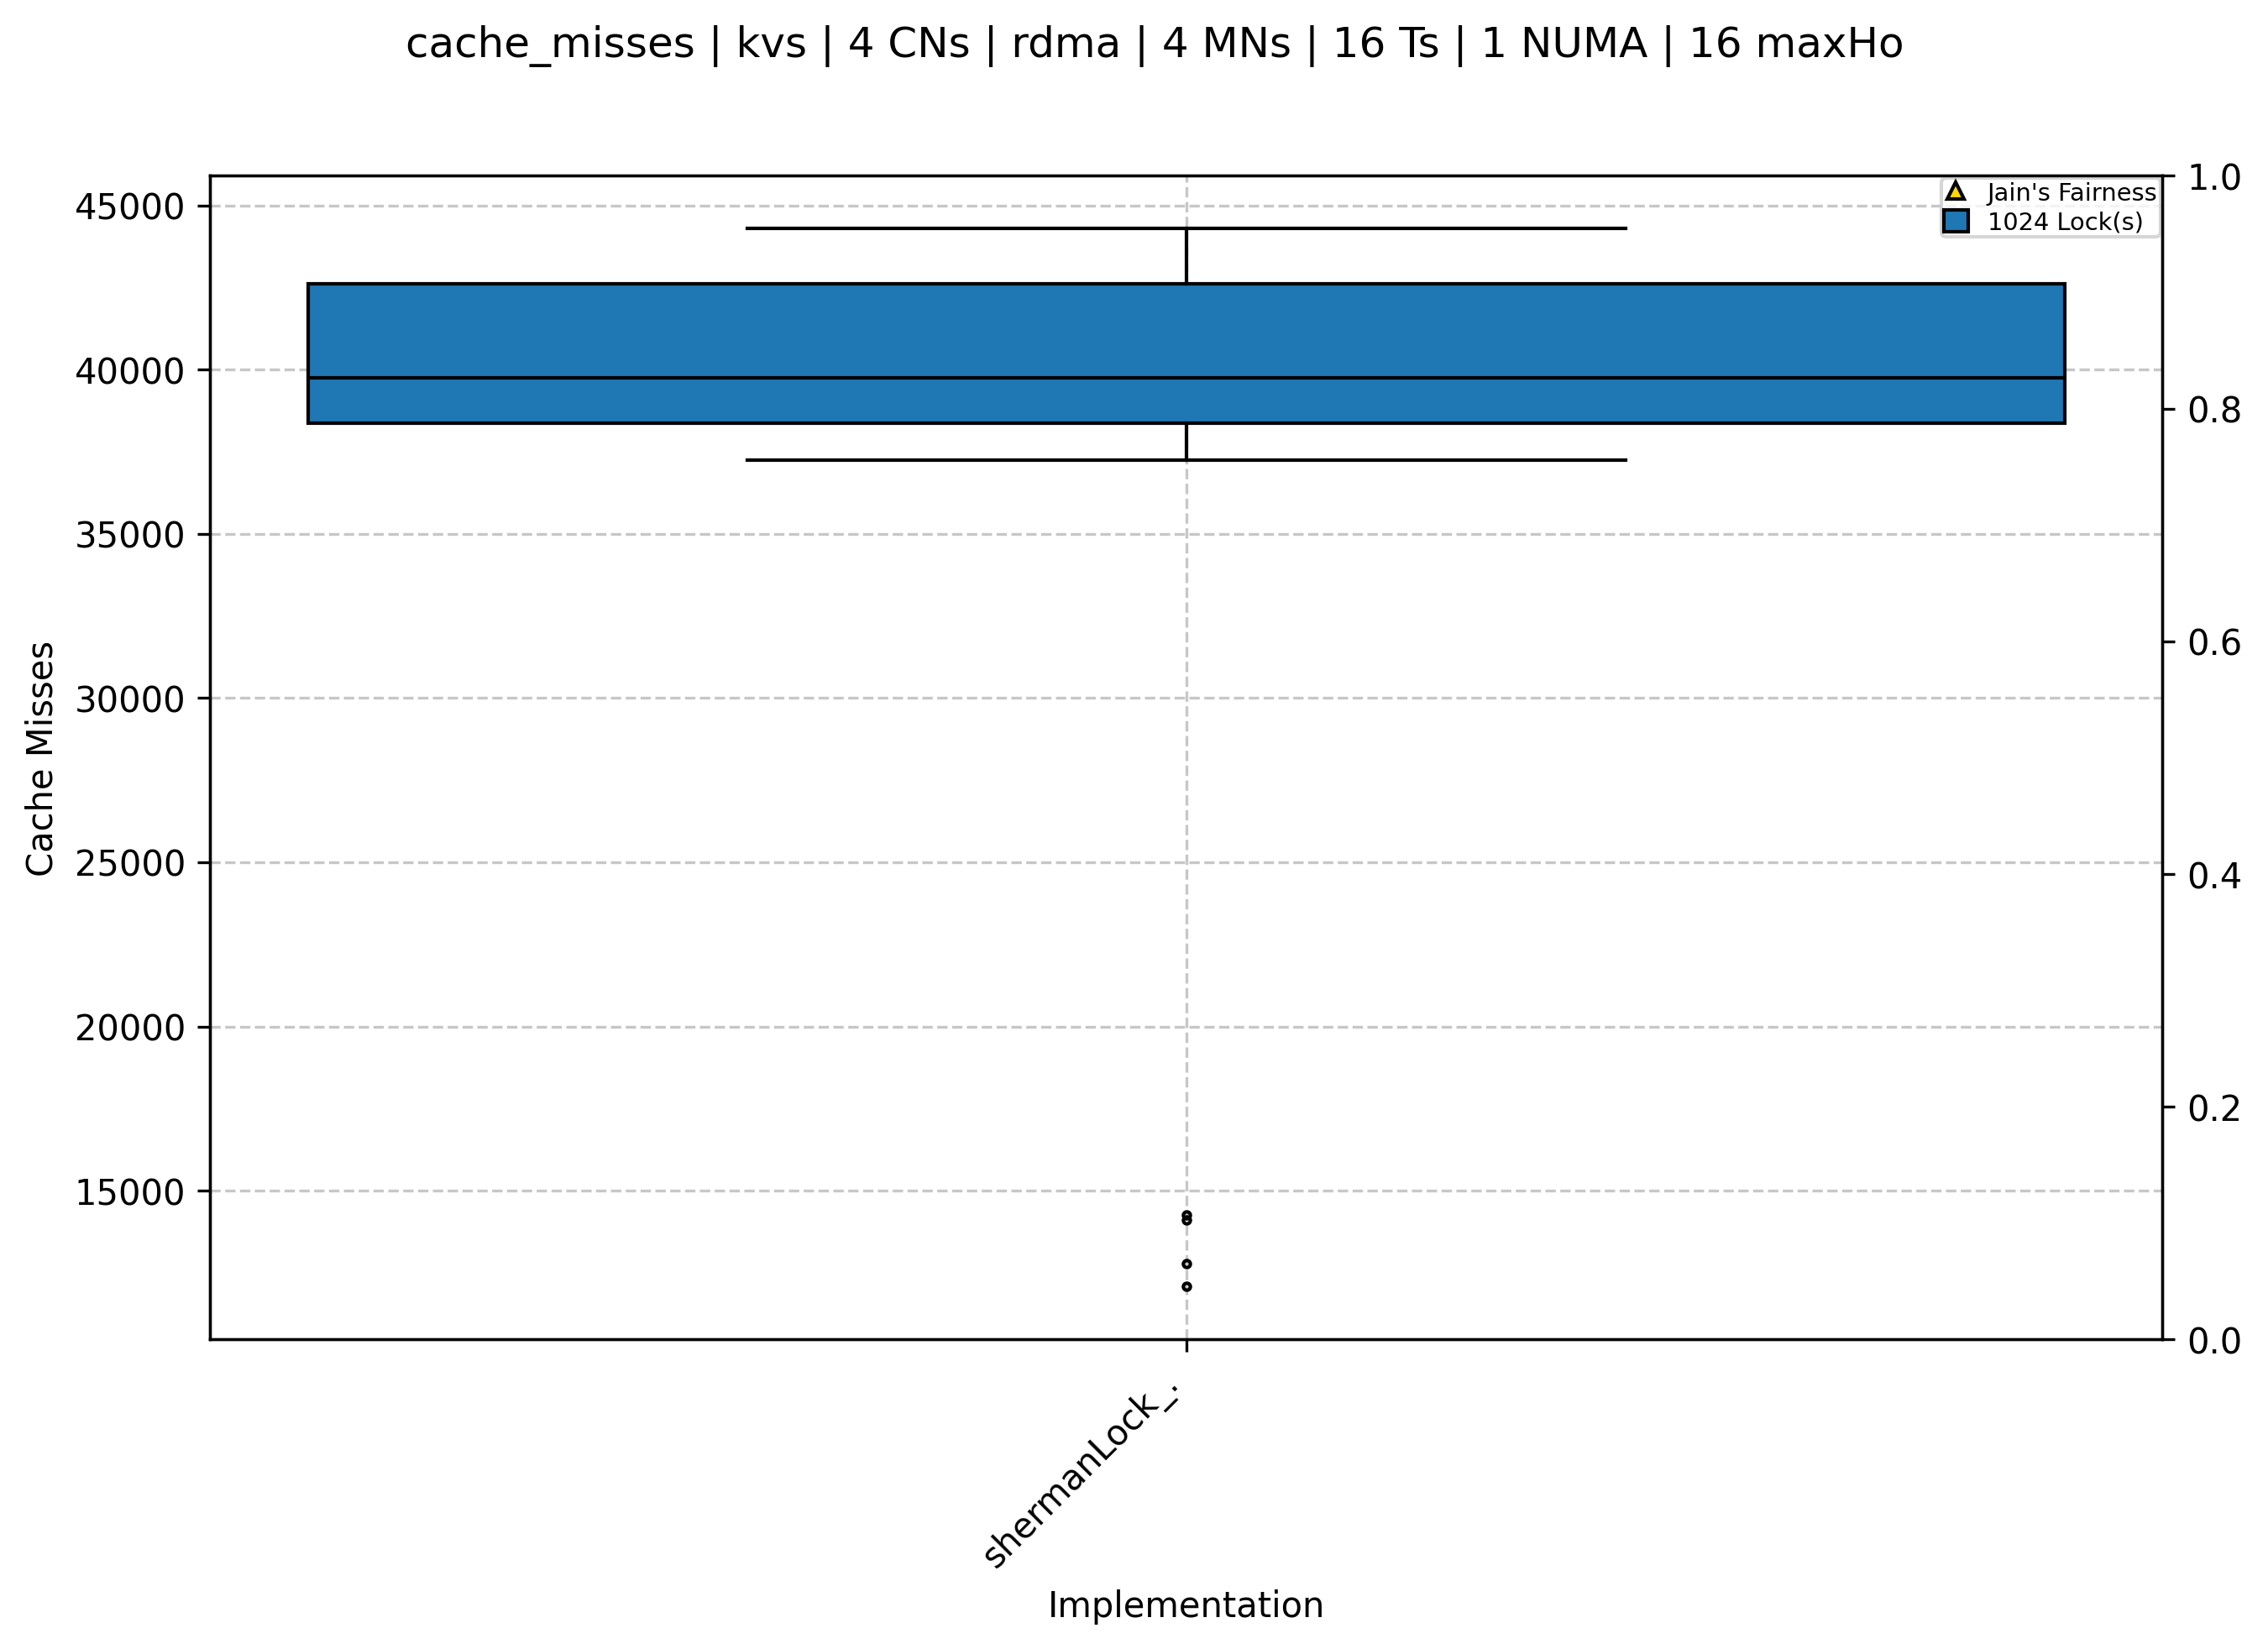 cache_misses | kvs | 4 CNs | rdma | 4 MNs | 16 Ts | 1 NUMA | 16 maxHo
Jain's Fairness
1024 Lock(s)
Cache Misses
45000
40000
35000
30000
25000
20000
15000
1.0
0.8
0.6
0.4
0.2
0.0
shermanLock_.
Implementation